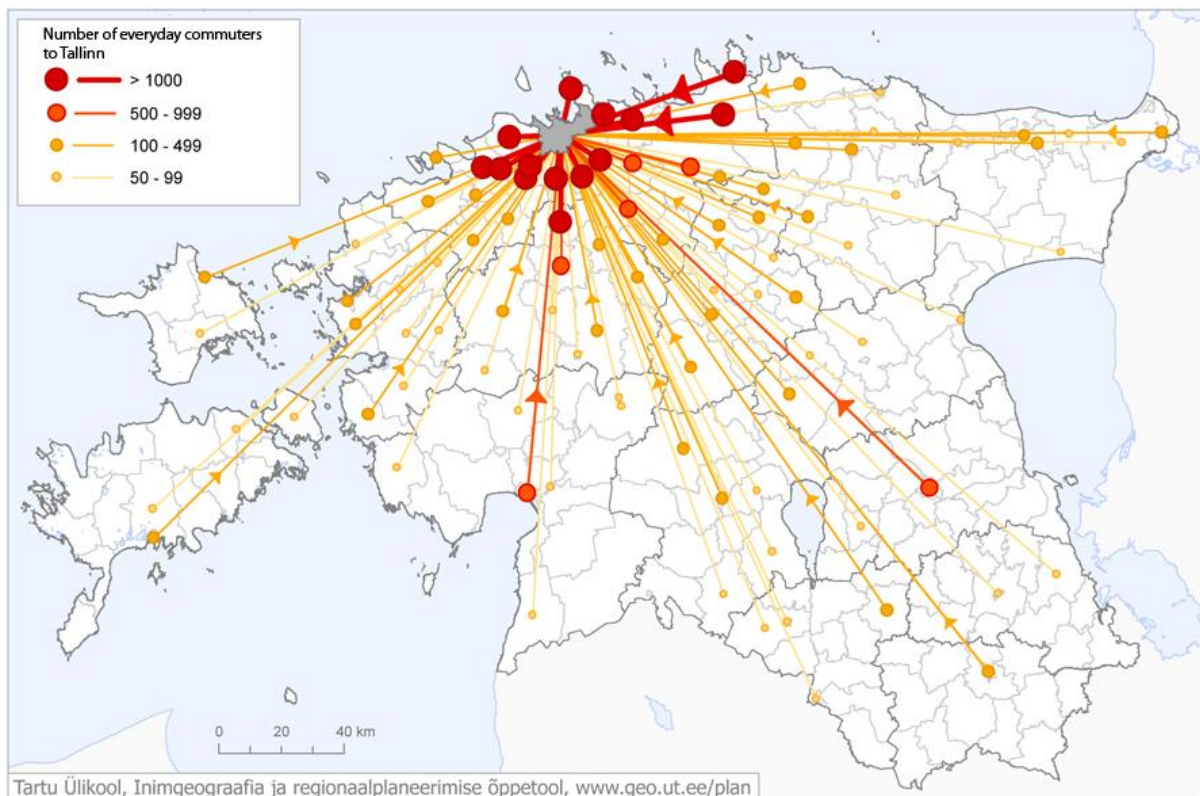 Number of everyday commuters
to Tallinn
> 1000
500 - 999
100 - 499
50 - 99
0 20 40 km
Tartu Ülikool, Inimgeograafia ja regionaalplaneerimise õppetool, www.geo.ut.ee/plan